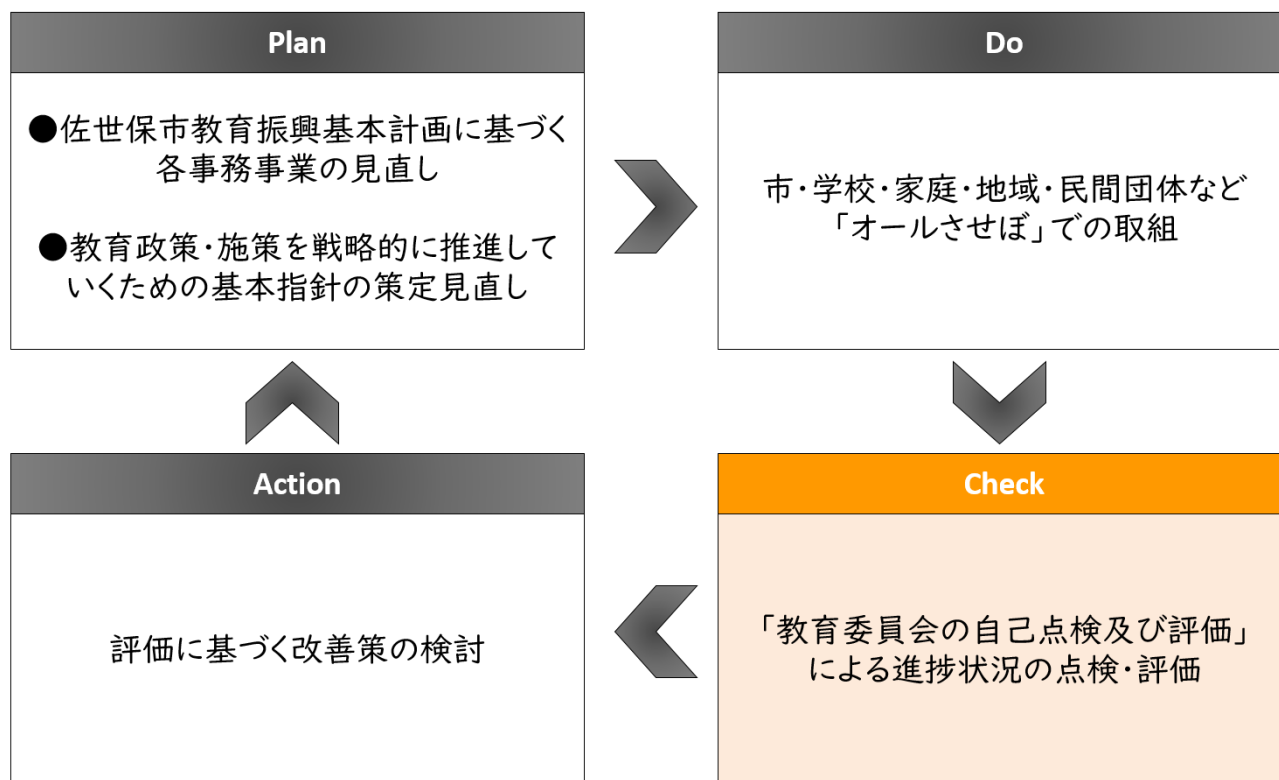 Plan
●佐世保市教育振興基本計画に基づく
各事務事業の見直し
●教育政策・施策を戦略的に推進して
いくための基本指針の策定見直し
Do
市・学校・家庭・地域・民間団体など
「オールさせぼ」での取組
Check
「教育委員会の自己点検及び評価」
による進捗状況の点検・評価
Action
評価に基づく改善策の検討